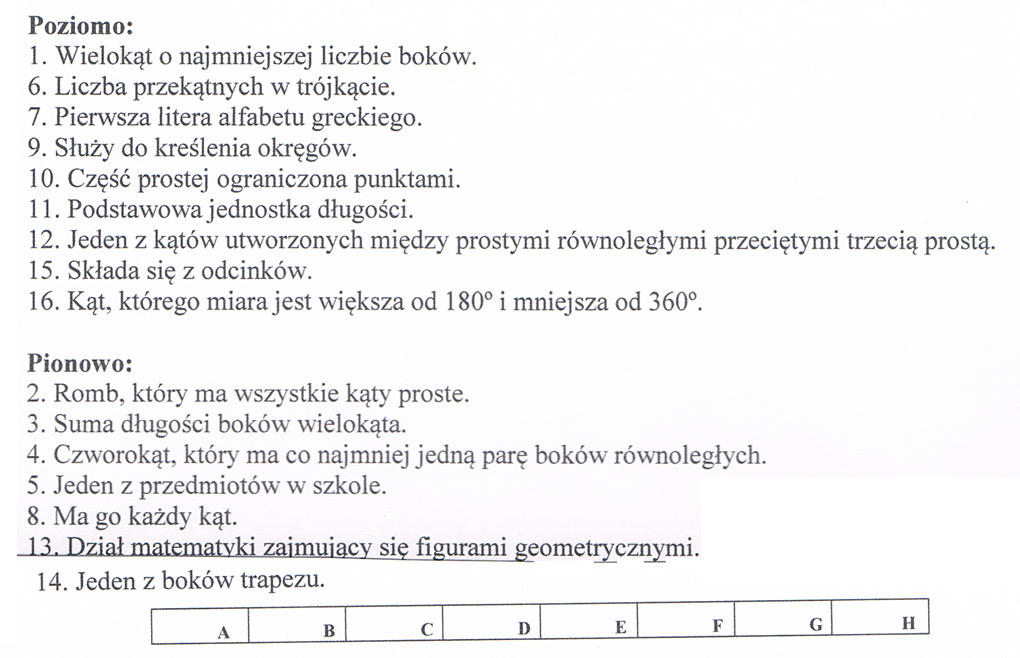 Poziomo:
1. Wielokąt o najmniejszej liczbie boków.
6. Liczba przekątnych w trójkącie.
7. Pierwsza litera alfabetu greckiego.
9. Służy do kreślenia okręgów.
10. Część prostej ograniczona punktami.
11. Podstawowa jednostka długości.
12. Jeden z kątów utworzonych między prostymi równoległymi przeciętymi trzecią prostą.
15. Składa się z odcinków.
16. Kąt, którego miara jest większa od 180° i mniejsza od 360°.
Pionowo:
2. Romb, który ma wszystkie kąty proste.
3. Suma długości boków wielokąta.
4. Czworokąt, który ma co najmniej jedną parę boków równoległych.
5. Jeden z przedmiotów w szkole.
8. Ma go każdy kąt.
13. Dział matematyki zajmujący się figurami geometrycznymi.
14. Jeden z boków trapezu.
A B C D E F G H